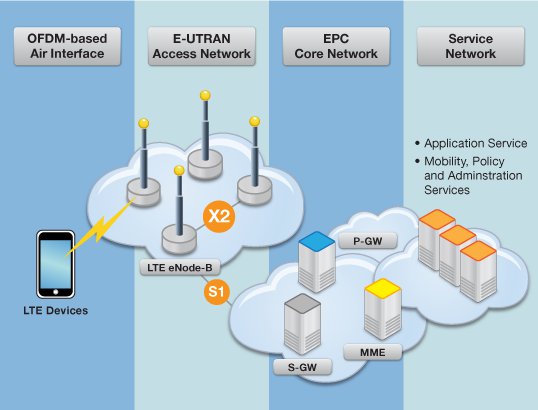 OFDM-based
Air Interface
E-UTRAN
Access Network
EPC
Core Network
Service
Network
• Application Service
• Mobility, Policy
and Adminstration
Services
X2
P-GW
LTE eNode-B
S1
LTE Devices
MME
S-GW